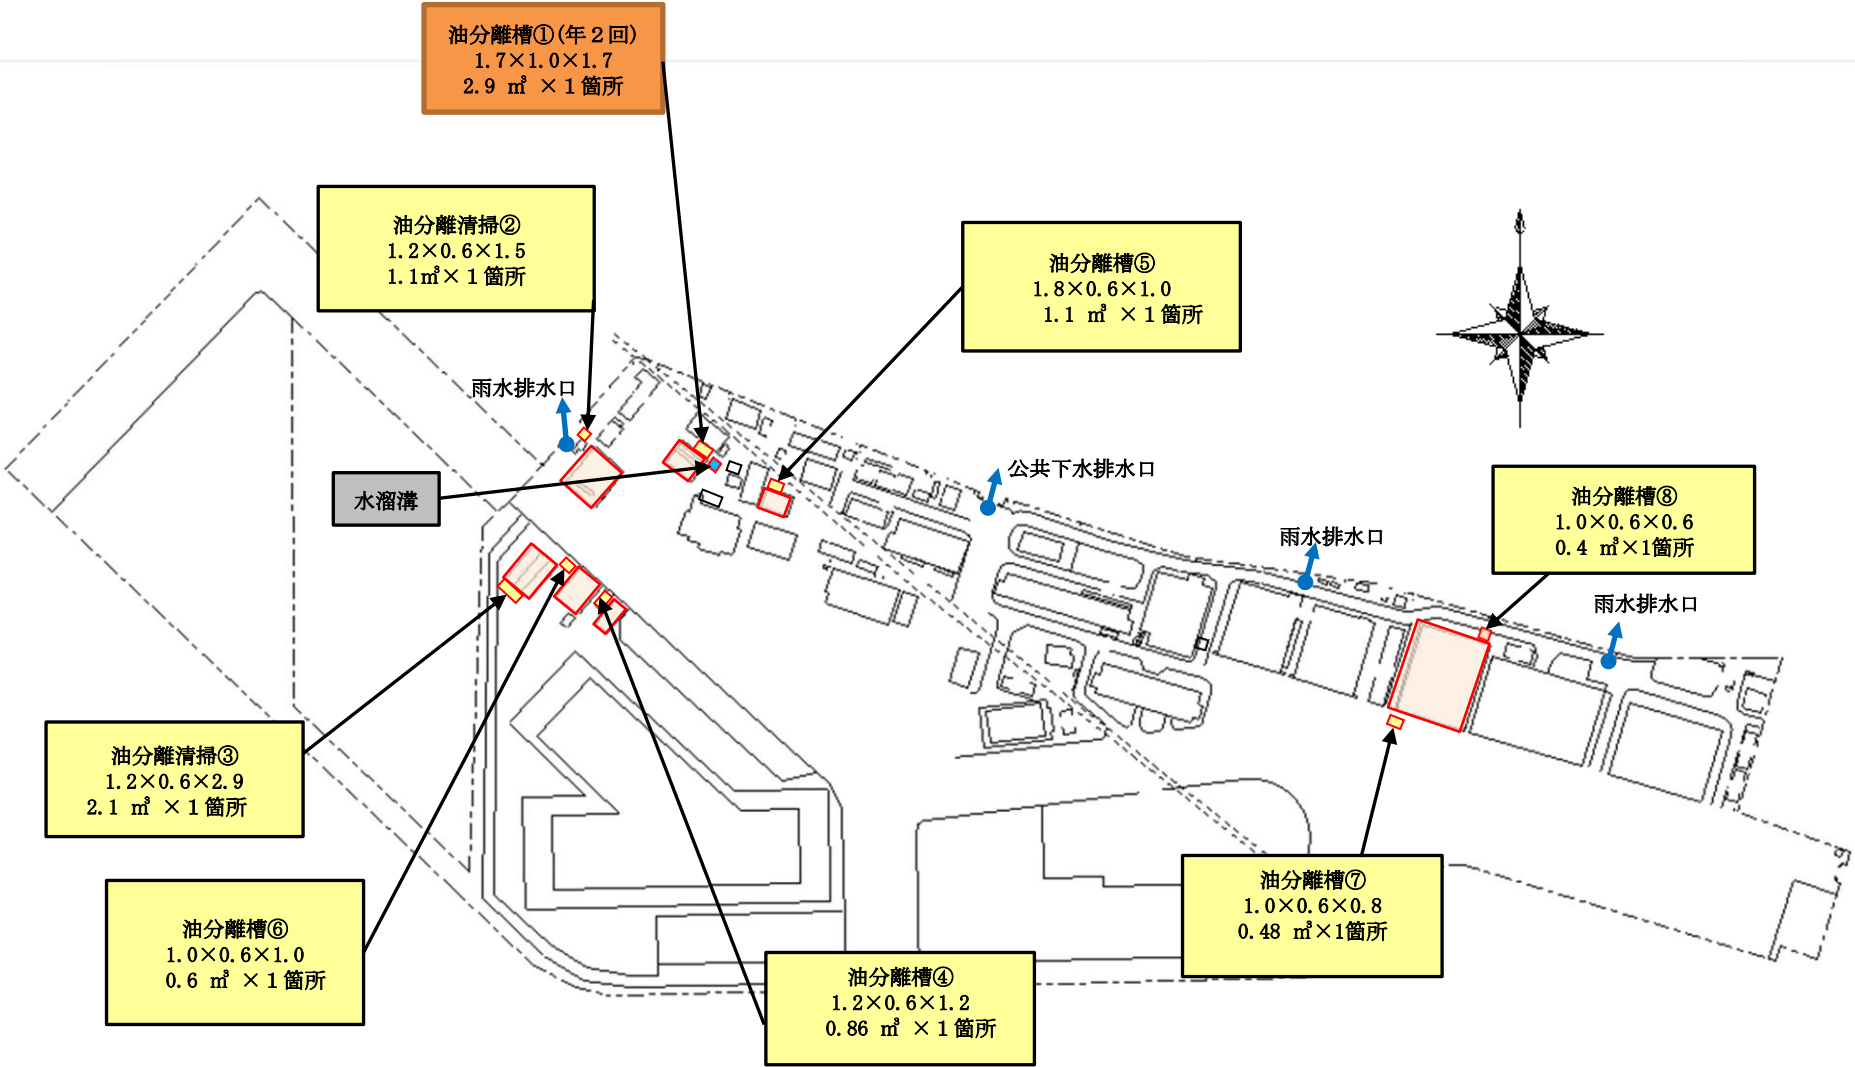 油分離槽①(年２回)
1.7×1.0×1.7
2.9 ㎥ ×１箇所
油分離清掃②
1.2×0.6×1.5
1.1㎥×１箇所
油分離槽⑤
1.8×0.6×1.0
1.1 ㎥ ×１箇所
雨水排水口
公共下水排水口
水溜溝
油分離槽⑧
1.0×0.6×0.6
0.4 ㎥×1箇所
雨水排水口
雨水排水口
油分離清掃③
1.2×0.6×2.9
2.1 ㎥ ×１箇所
油分離槽⑦
1.0×0.6×0.8
0.48 ㎥×1箇所
油分離槽⑥
1.0×0.6×1.0
0.6 ㎥ ×１箇所
油分離槽④
1.2×0.6×1.2
0.86 ㎥ ×１箇所